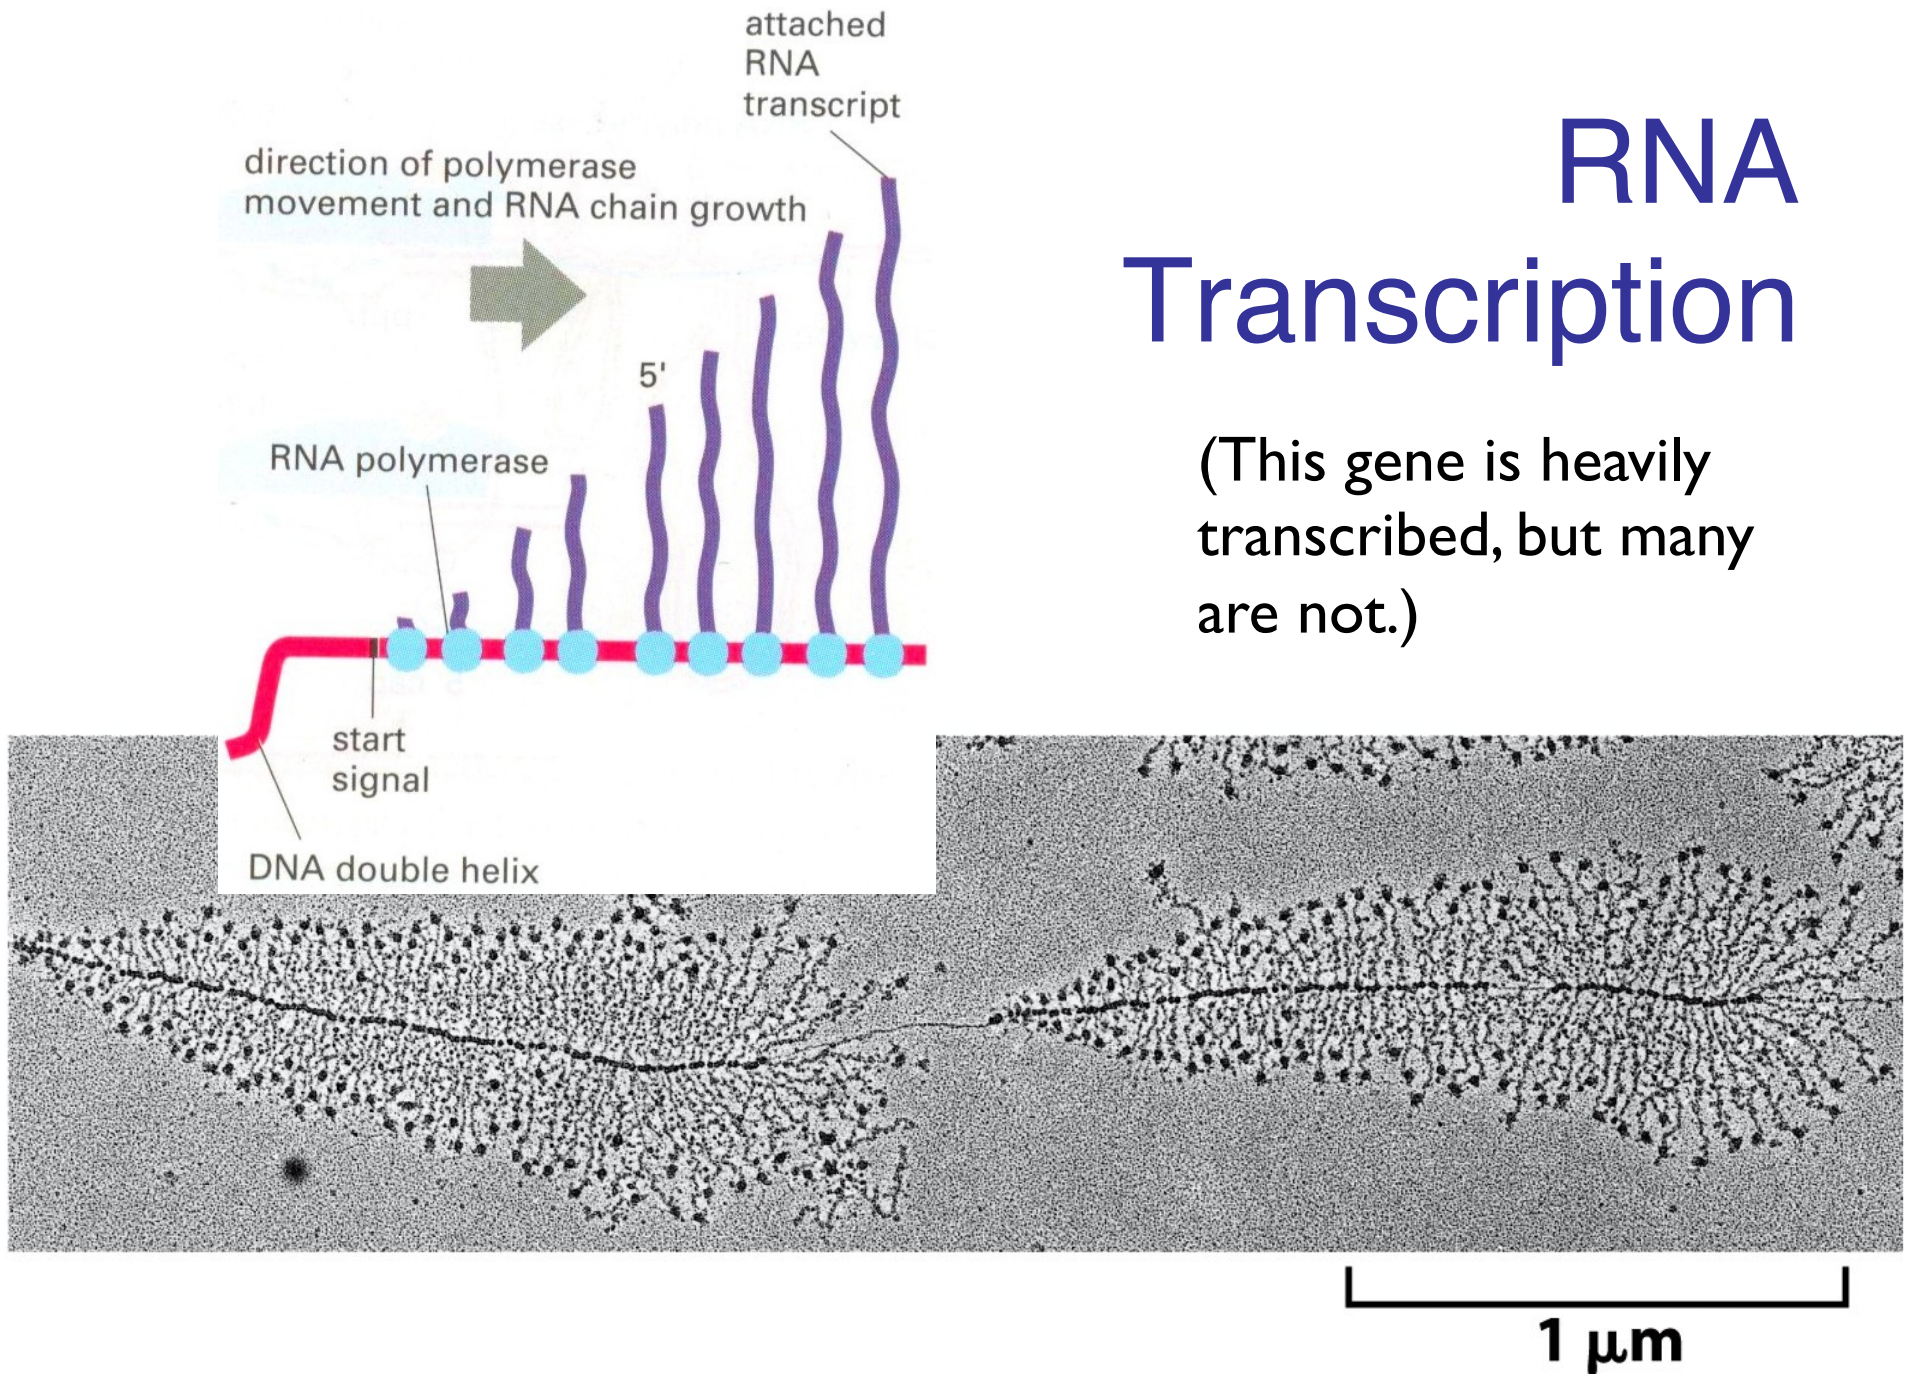 attached
RNA
transcript
direction of polymerase
movement and RNA chain growth
5'
RNA polymerase
start
signal
DNA double helix
RNA
Transcription
(This gene is heavily
transcribed, but many
are not.)
1 μm